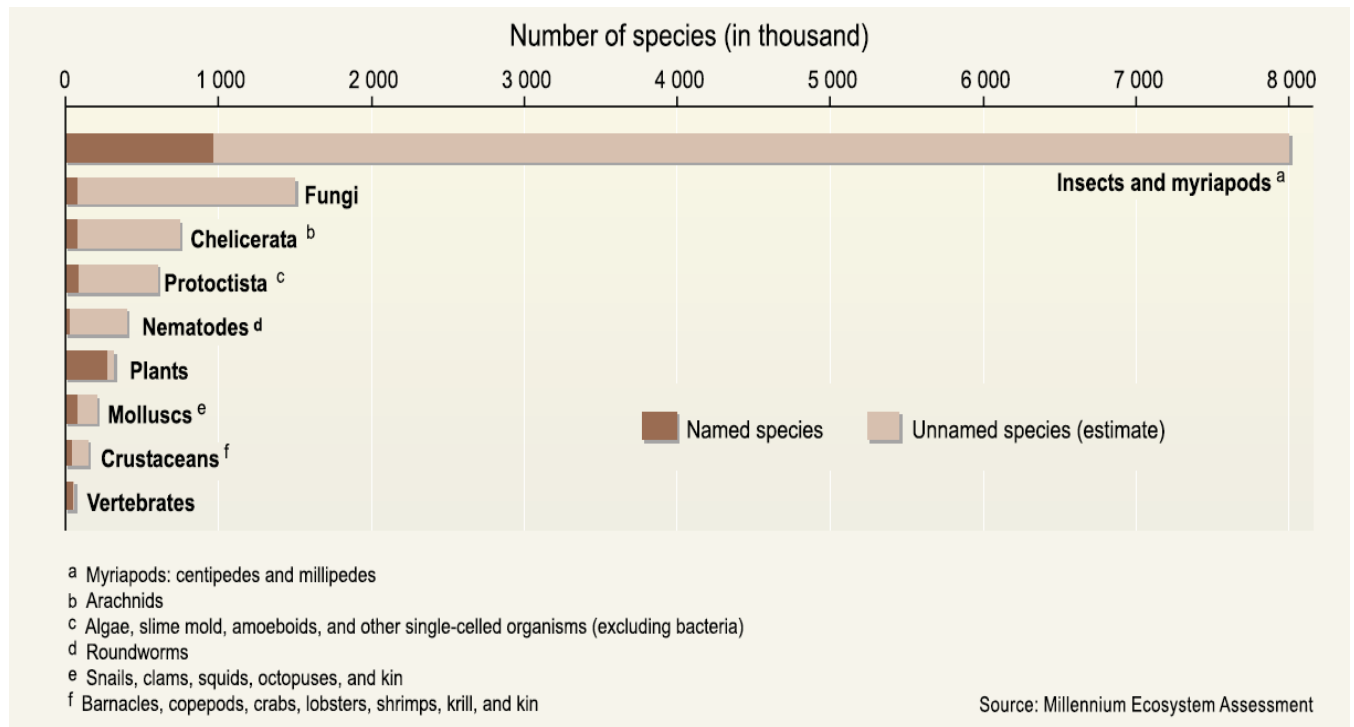 Number of species (in thousand)
0 1 000 2 000 3 000 4 000 5 000 6 000 7 000 8 000
Insects and myriapods a
Fungi
Chelicerata b
Protoctista c
Nematodes d
Plants
Molluscs e
Crustaceans f
Vertebrates
Named species Unnamed species (estimate)
a Myriapods: centipedes and millipedes
b Arachnids
c Algae, slime mold, amoeboids, and other single-celled organisms (excluding bacteria)
d Roundworms
e Snails, clams, squids, octopuses, and kin
f Barnacles, copepods, crabs, lobsters, shrimps, krill, and kin
Source: Millennium Ecosystem Assessment